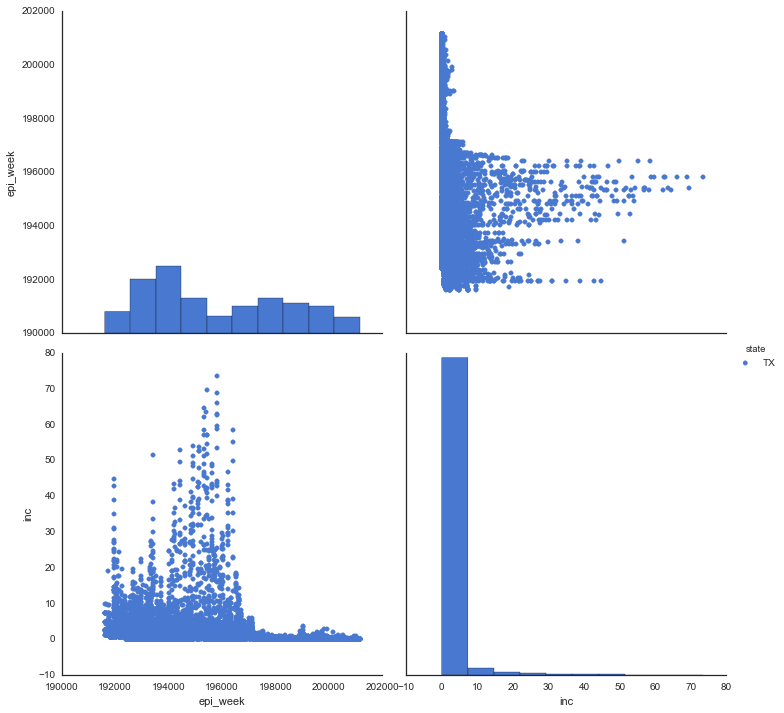 202000
200000
198000
196000
194000
192000
190000
epi_week
state
TX
80
70
60
50
40
30
20
10
0
-10
inc
190000 192000 194000 196000 198000 200000 202000
epi_week
-10 0 10 20 30 40 50 60 70 80
inc